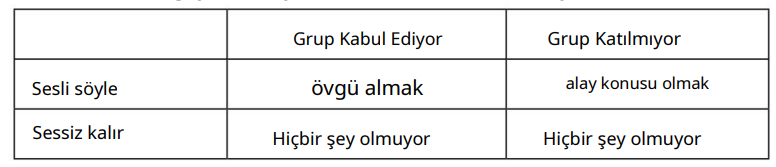 Grup Kabul Ediyor Grup Katılmıyor
Sesli söyle övgü almak alay konusu olmak
Sessiz kalır Hiçbir şey olmuyor Hiçbir şey olmuyor